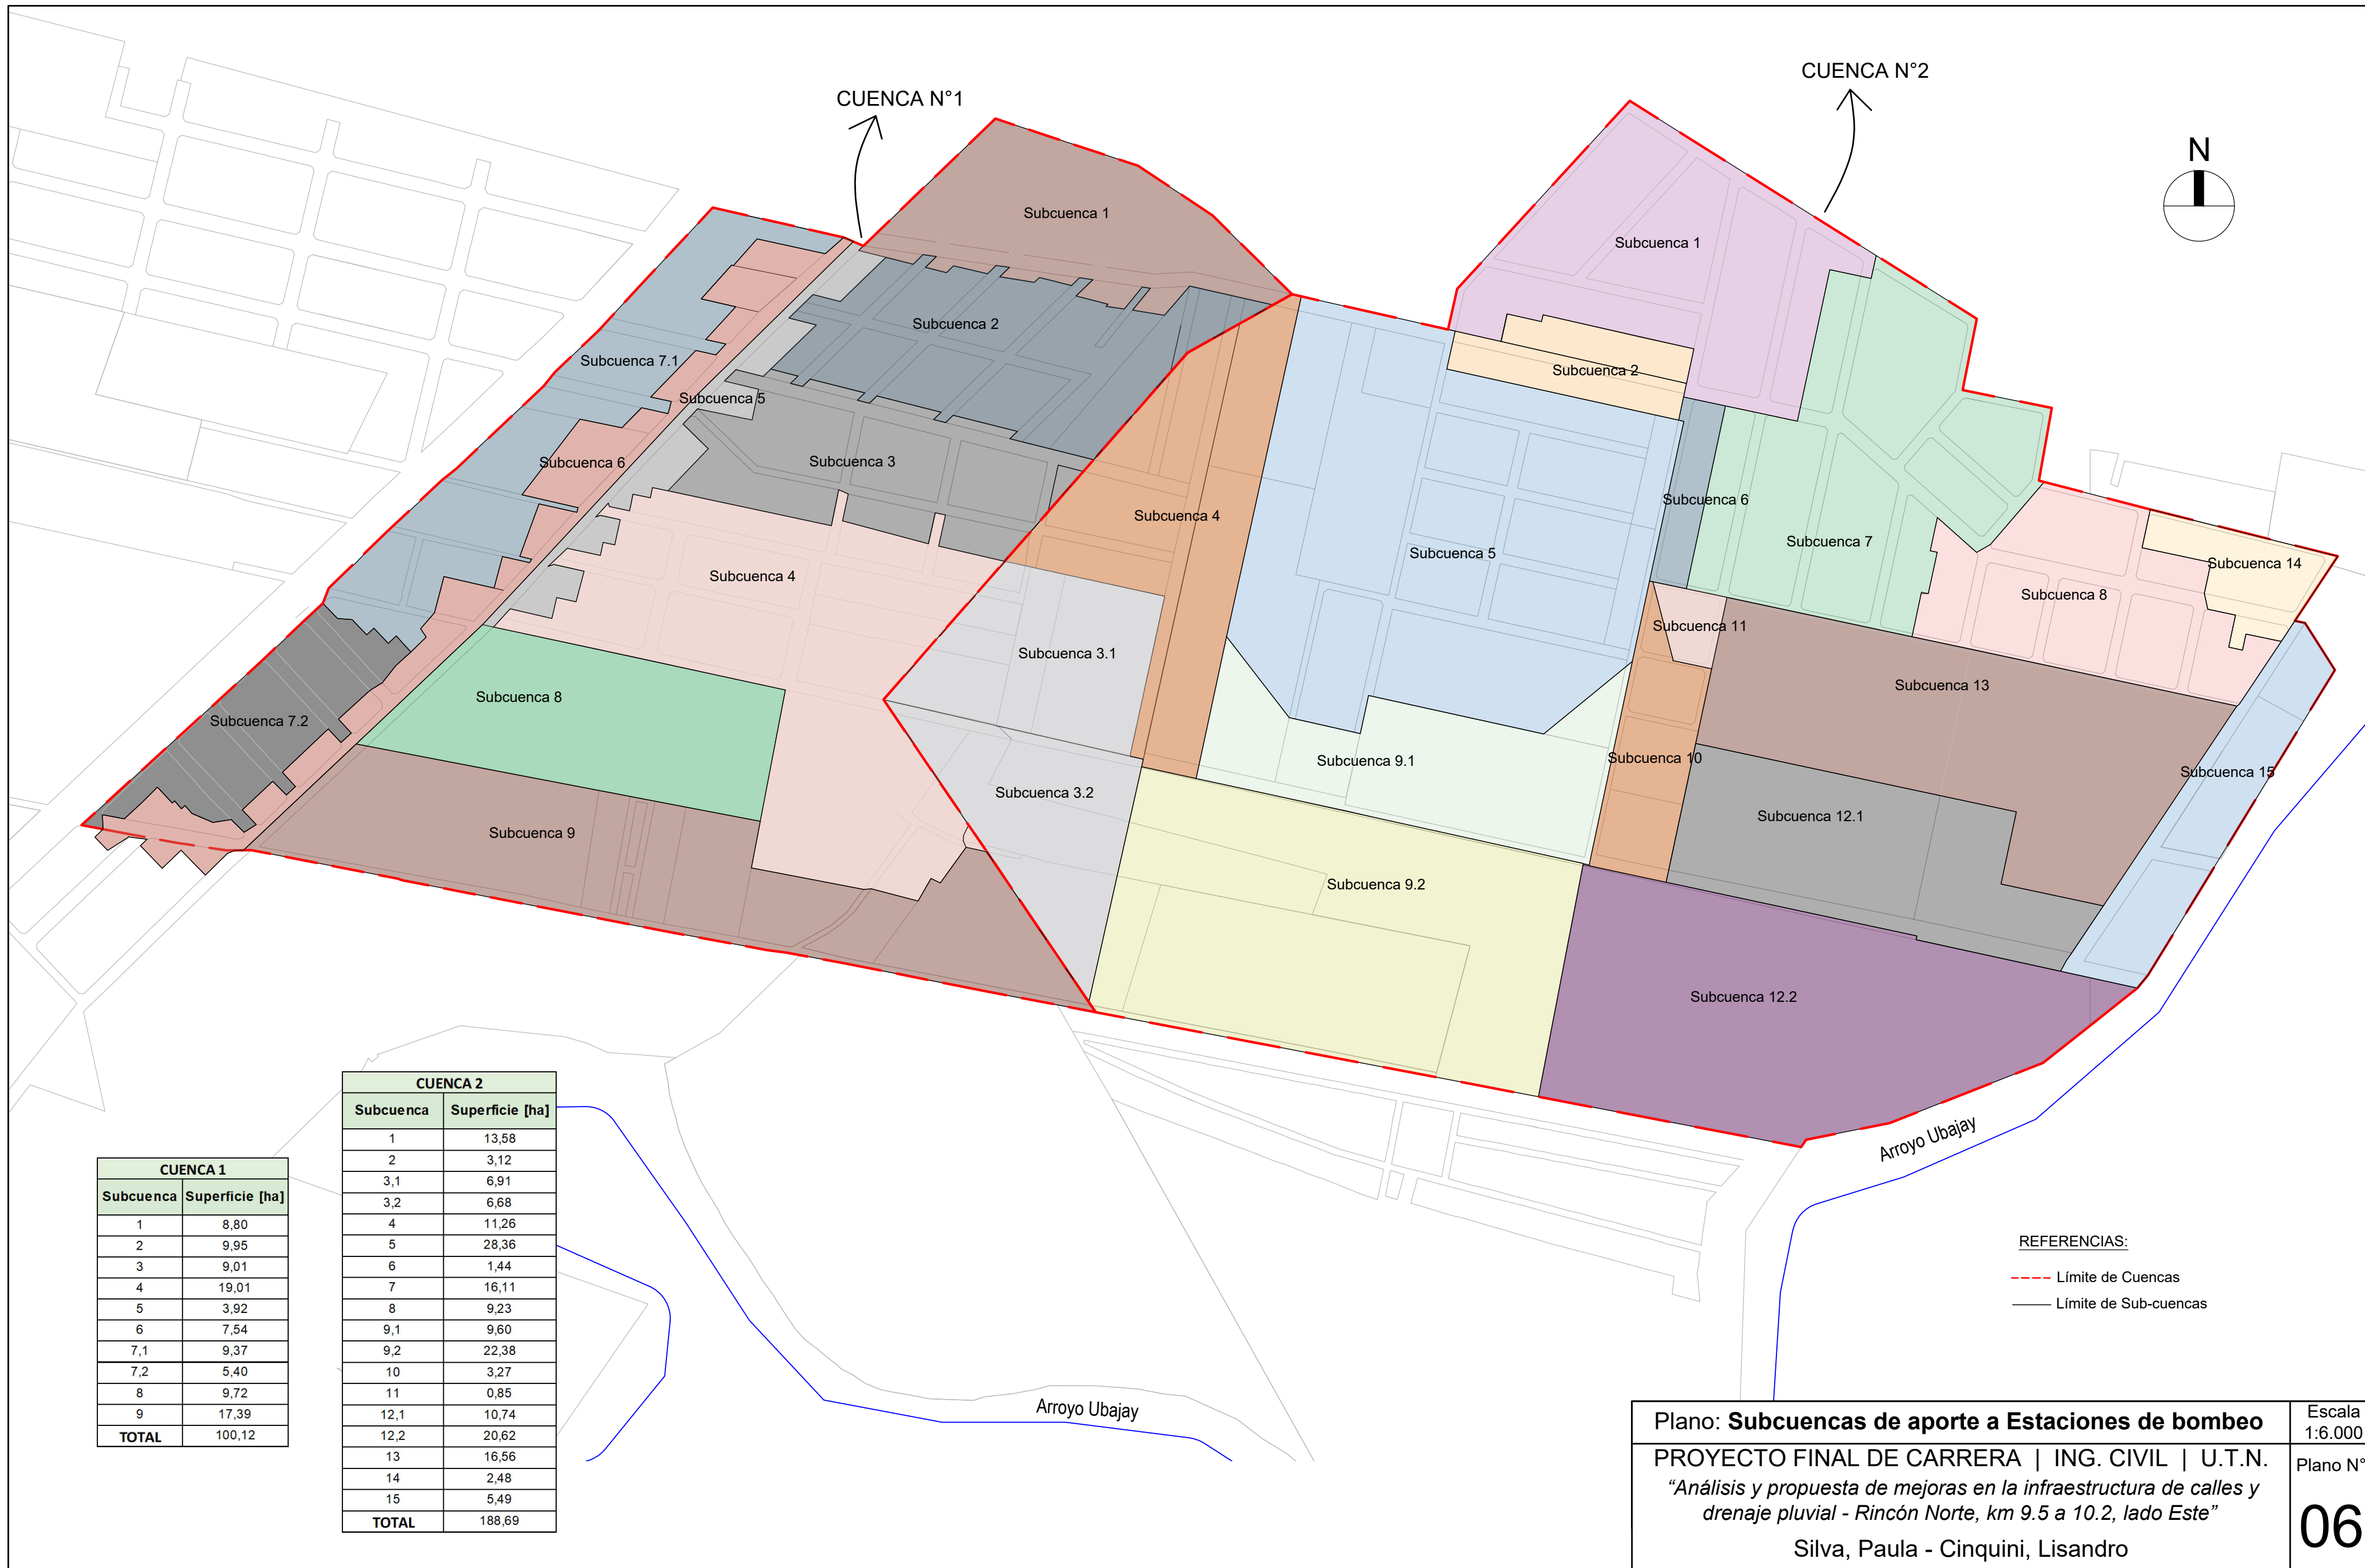 CUENCA N°1
CUENCA N°2
N
Subcuenca 1
Subcuenca 1
Subcuenca 2
Subcuenca 7.1
Subcuenca 2
Subcuenca 5
Subcuenca 3
Subcuenca 6
Subcuenca 4
Subcuenca 6
Subcuenca 5
Subcuenca 7
Subcuenca 14
Subcuenca 4
Subcuenca 8
Subcuenca 11
Subcuenca 3.1
Subcuenca 13
Subcuenca 8
Subcuenca 7.2
Subcuenca 9.1
Subcuenca 10
Subcuenca 15
Subcuenca 3.2
Subcuenca 12.1
Subcuenca 9
Subcuenca 9.2
Subcuenca 12.2
Arroyo Ubajay
Arroyo Ubajay
CUENCA 1
Subcuenca Superficie [ha]
1 8,80
2 9,95
3 9,01
4 19,01
5 3,92
6 7,54
7,1 9,37
7,2 5,40
8 9,72
9 17,39
TOTAL 100,12
CUENCA 2
Subcuenca Superficie [ha]
1 13,58
2 3,12
3,1 6,91
3,2 6,68
4 11,26
5 28,36
6 1,44
7 16,11
8 9,23
9,1 9,60
9,2 22,38
10 3,27
11 0,85
12,1 10,74
12,2 20,62
13 16,56
14 2,48
15 5,49
TOTAL 188,69
REFERENCIAS:
Límite de Cuencas
Límite de Sub-cuencas
Plano: Subcuencas de aporte a Estaciones de bombeo
Escala
1:6.000
PROYECTO FINAL DE CARRERA | ING. CIVIL | U.T.N.
“Análisis y propuesta de mejoras en la infraestructura de calles y
drenaje pluvial - Rincón Norte, km 9.5 a 10.2, lado Este”
Silva, Paula - Cinquini, Lisandro
Plano N°
06